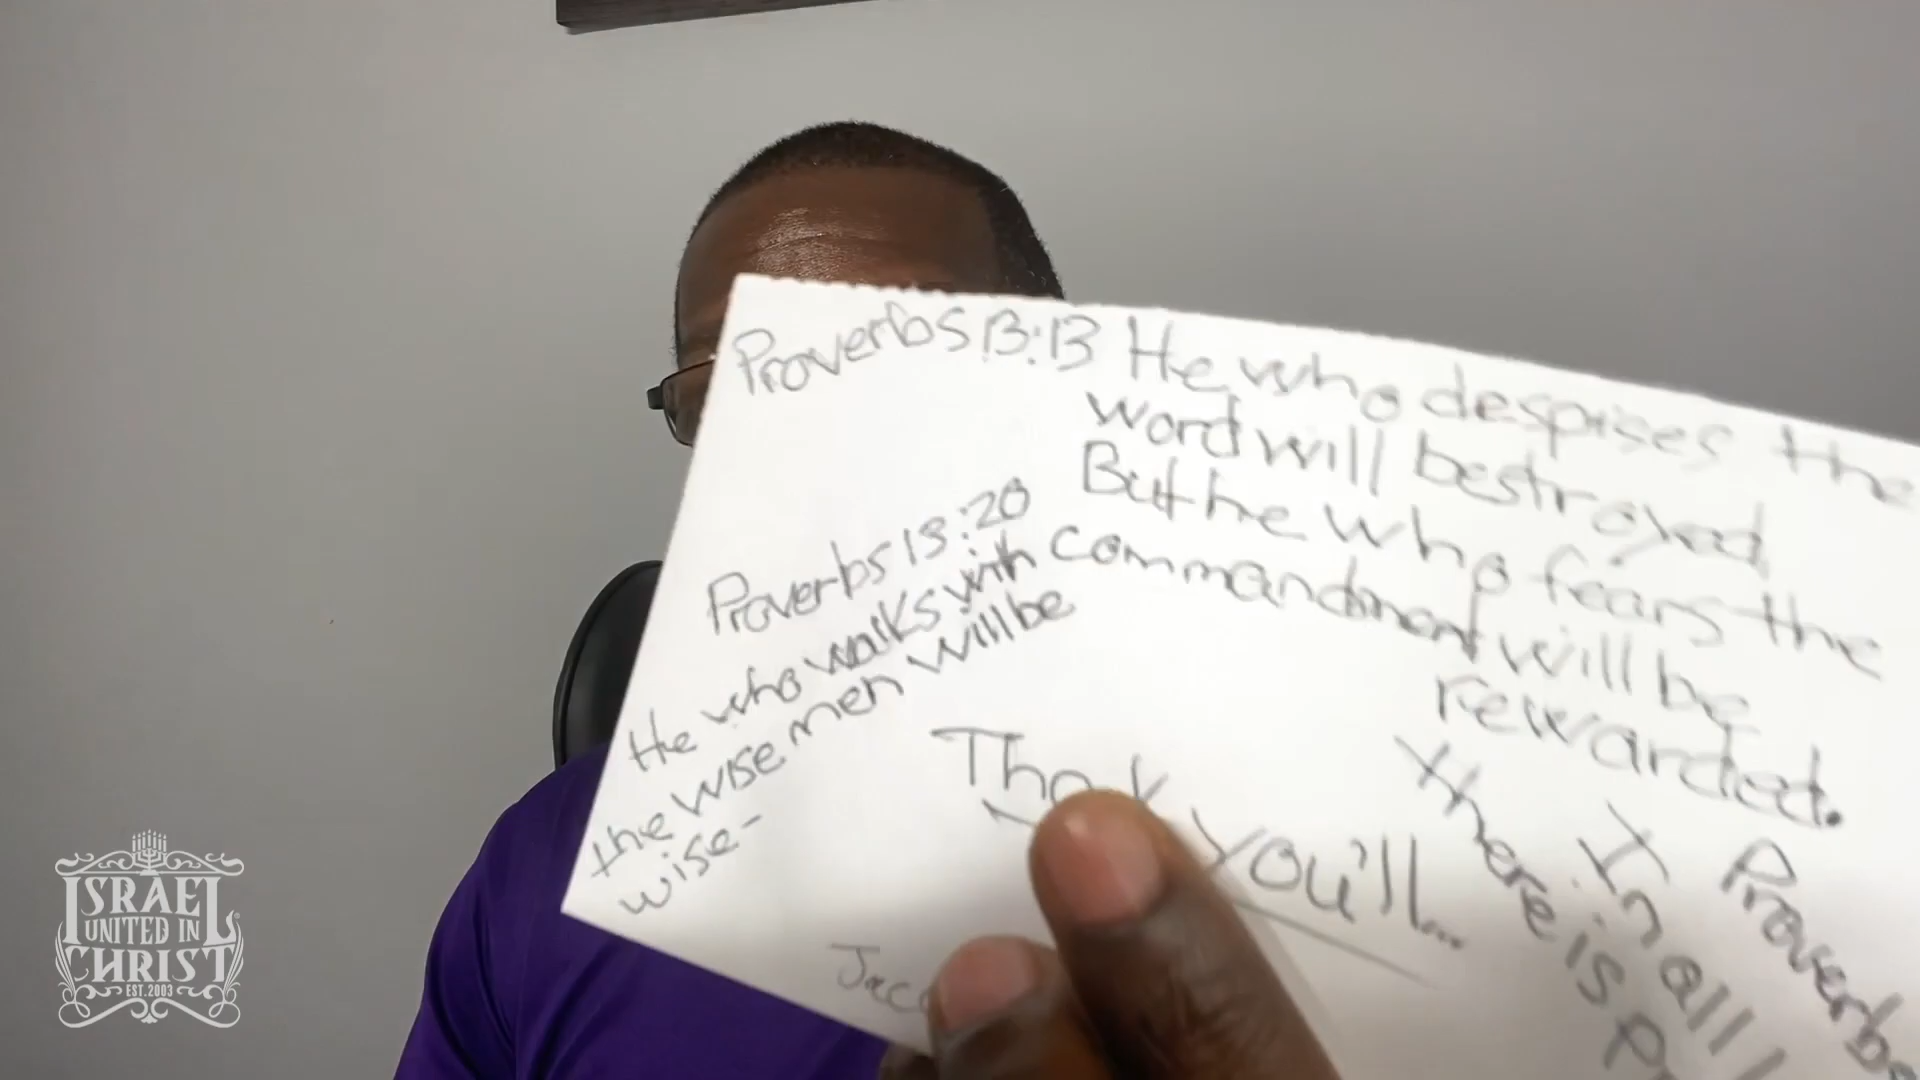 Proverbs 13:13 He who despises the
word will bestroyed,
But he who fears the
commandment will be
rewarded.
Proverbs 13:20
He who walks with
the wise men will be
wise-
Thank you'll...
Proverbs
In all l
there is
Jaco
ISRAEL
UNITED IN
CHRIST
EST. 2003